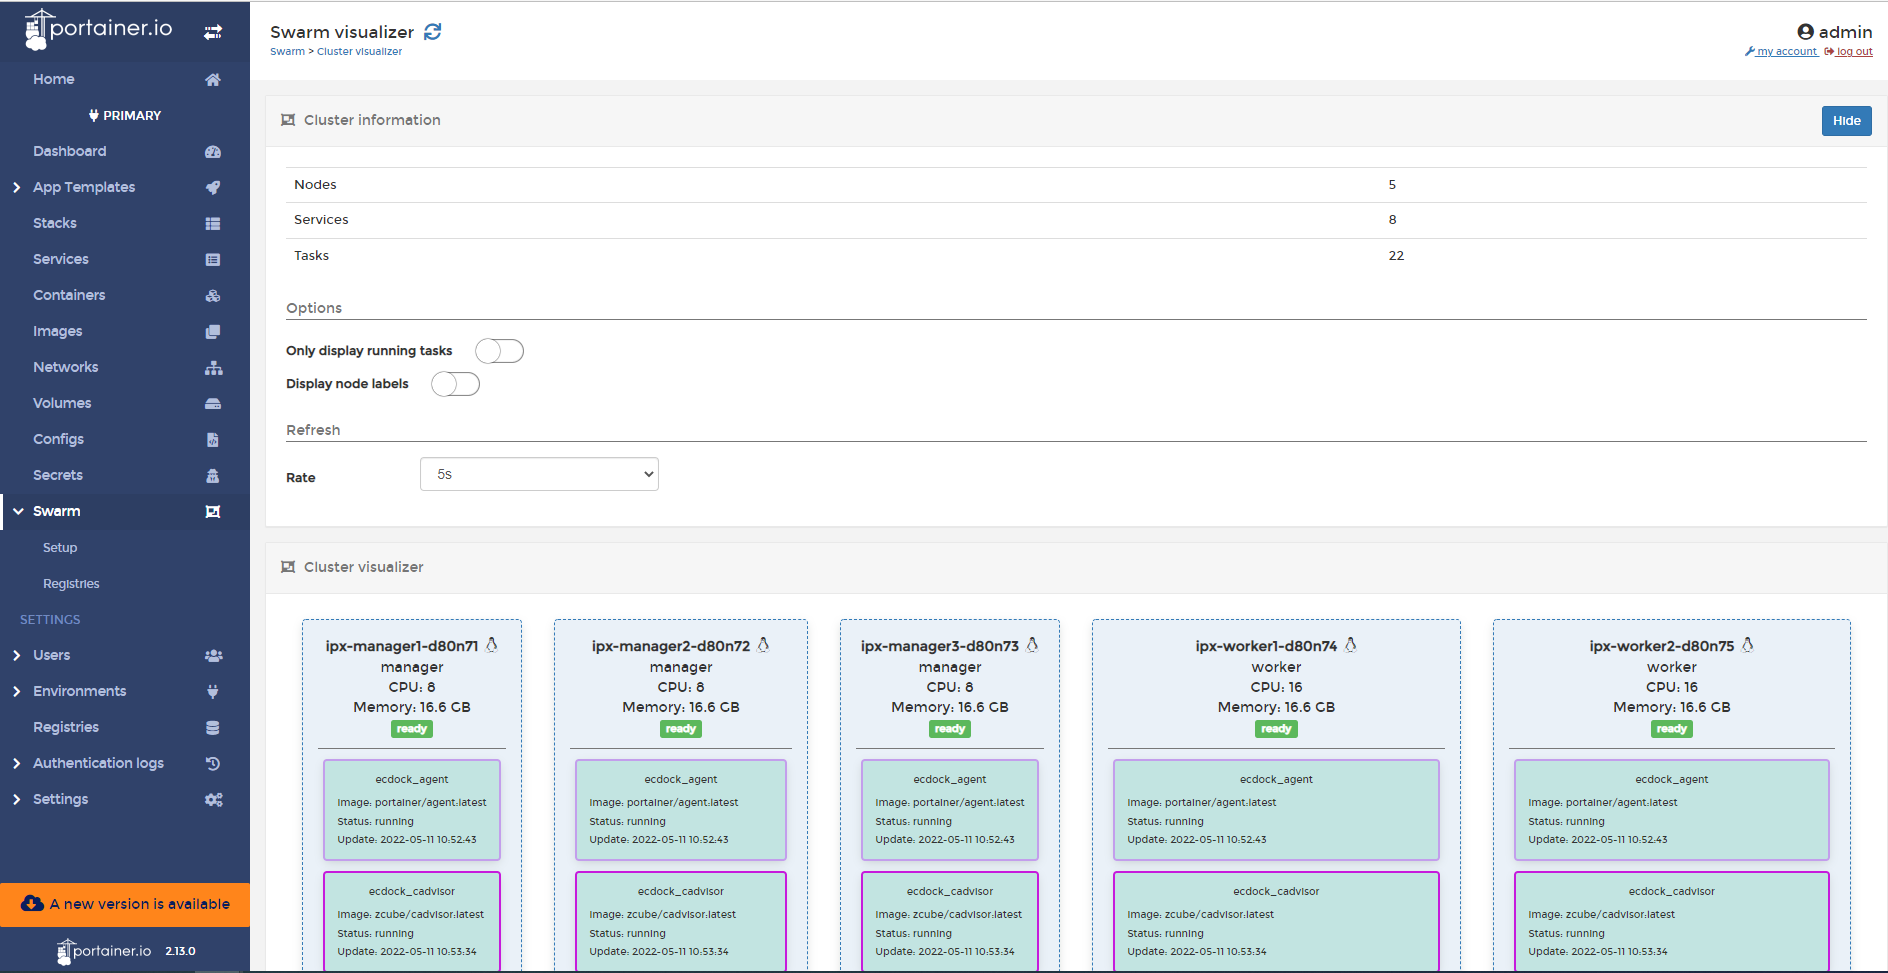 portainer.io
Home
PRIMARY
Dashboard
App Templates
Stacks
Services
Containers
Images
Networks
Volumes
Configs
Secrets
Swarm
Setup
Registries
SETTINGS
Users
Environments
Registries
Authentication logs
Settings
A new version is available
portainer.io 2.13.0
Swarm visualizer
Swarm > Cluster visualizer
admin
my account log out
Cluster information
Hide
Nodes 5
Services 8
Tasks 22
Options
Only display running tasks
Display node labels
Refresh
Rate 5s
Cluster visualizer
ipx-manager1-d80n71
manager
CPU: 8
Memory: 16.6 GB
ready
ecdock_agent
Image: portainer/agent:latest
Status: running
Update: 2022-05-11 10:52:43
ecdock_cadvisor
Image: zcube/cadvisor:latest
Status: running
Update: 2022-05-11 10:53:34
ipx-manager2-d80n72
manager
CPU: 8
Memory: 16.6 GB
ready
ecdock_agent
Image: portainer/agent:latest
Status: running
Update: 2022-05-11 10:52:43
ecdock_cadvisor
Image: zcube/cadvisor:latest
Status: running
Update: 2022-05-11 10:53:34
ipx-manager3-d80n73
manager
CPU: 8
Memory: 16.6 GB
ready
ecdock_agent
Image: portainer/agent:latest
Status: running
Update: 2022-05-11 10:52:43
ecdock_cadvisor
Image: zcube/cadvisor:latest
Status: running
Update: 2022-05-11 10:53:34
ipx-worker1-d80n74
worker
CPU: 16
Memory: 16.6 GB
ready
ecdock_agent
Image: portainer/agent:latest
Status: running
Update: 2022-05-11 10:52:43
ecdock_cadvisor
Image: zcube/cadvisor:latest
Status: running
Update: 2022-05-11 10:53:34
ipx-worker2-d80n75
worker
CPU: 16
Memory: 16.6 GB
ready
ecdock_agent
Image: portainer/agent:latest
Status: running
Update: 2022-05-11 10:52:43
ecdock_cadvisor
Image: zcube/cadvisor:latest
Status: running
Update: 2022-05-11 10:53:34